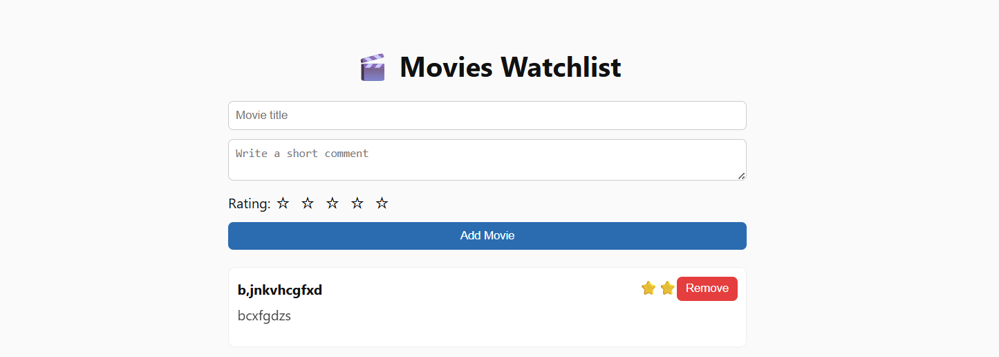 Movies Watchlist
Movie title
Write a short comment
Rating:
Add Movie
b,jnkvhcgfxd Remove
bcxfgdzs